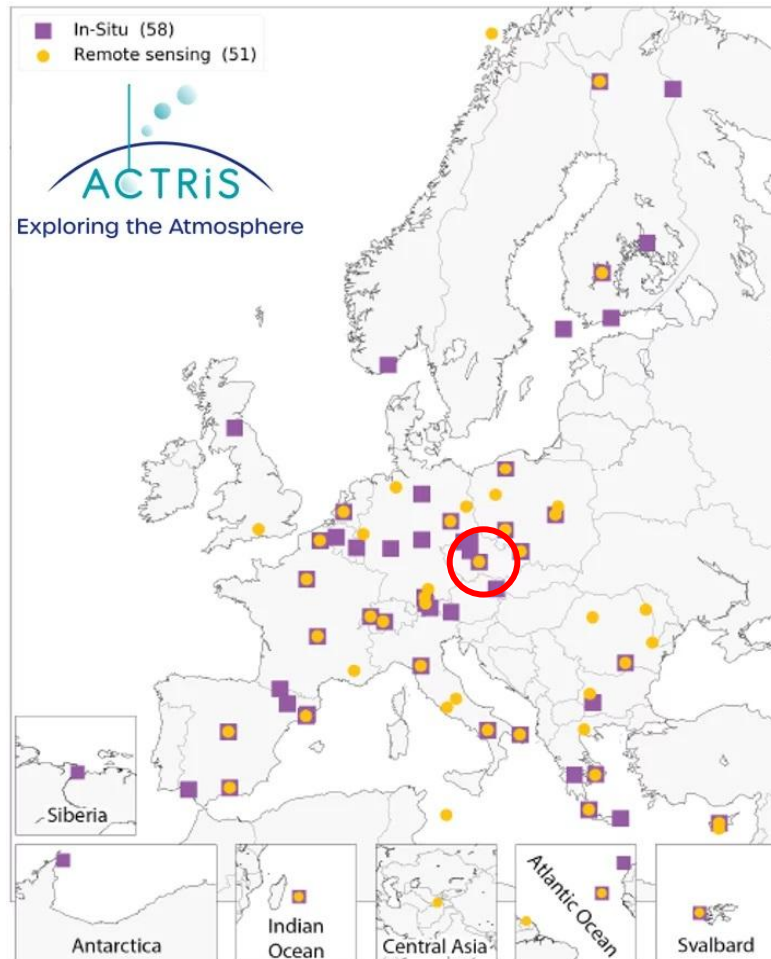 In-Situ (58)
Remote sensing (51)
ACTRiS
Exploring the Atmosphere
Siberia
Antarctica
Indian
Ocean
Central Asia
Atlantic Ocean
Svalbard